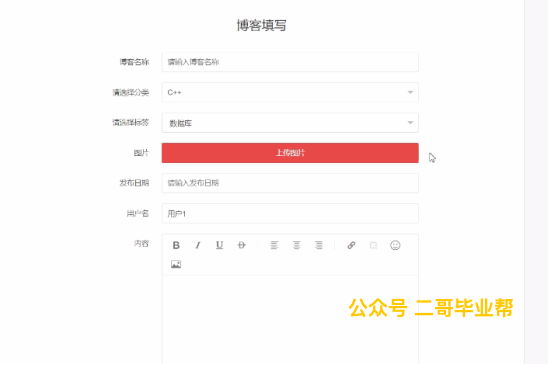 博客填写
博客名称 请输入博客名称
请选择分类 C++
请选择标签 数据库
图片 上传图片
发布日期 请输入发布日期
用户名 用户1
内容 B I U
公众号 二哥毕业帮